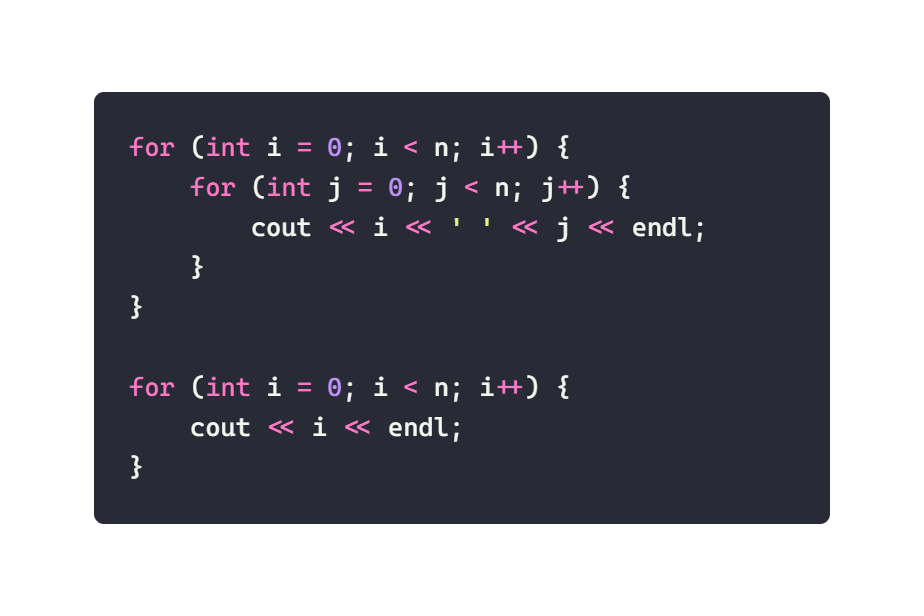 for (int i = 0; i < n; i++) {
    for (int j = 0; j < n; j++) {
        cout << i << ' ' << j << endl;
    }
}

for (int i = 0; i < n; i++) {
    cout << i << endl;
}